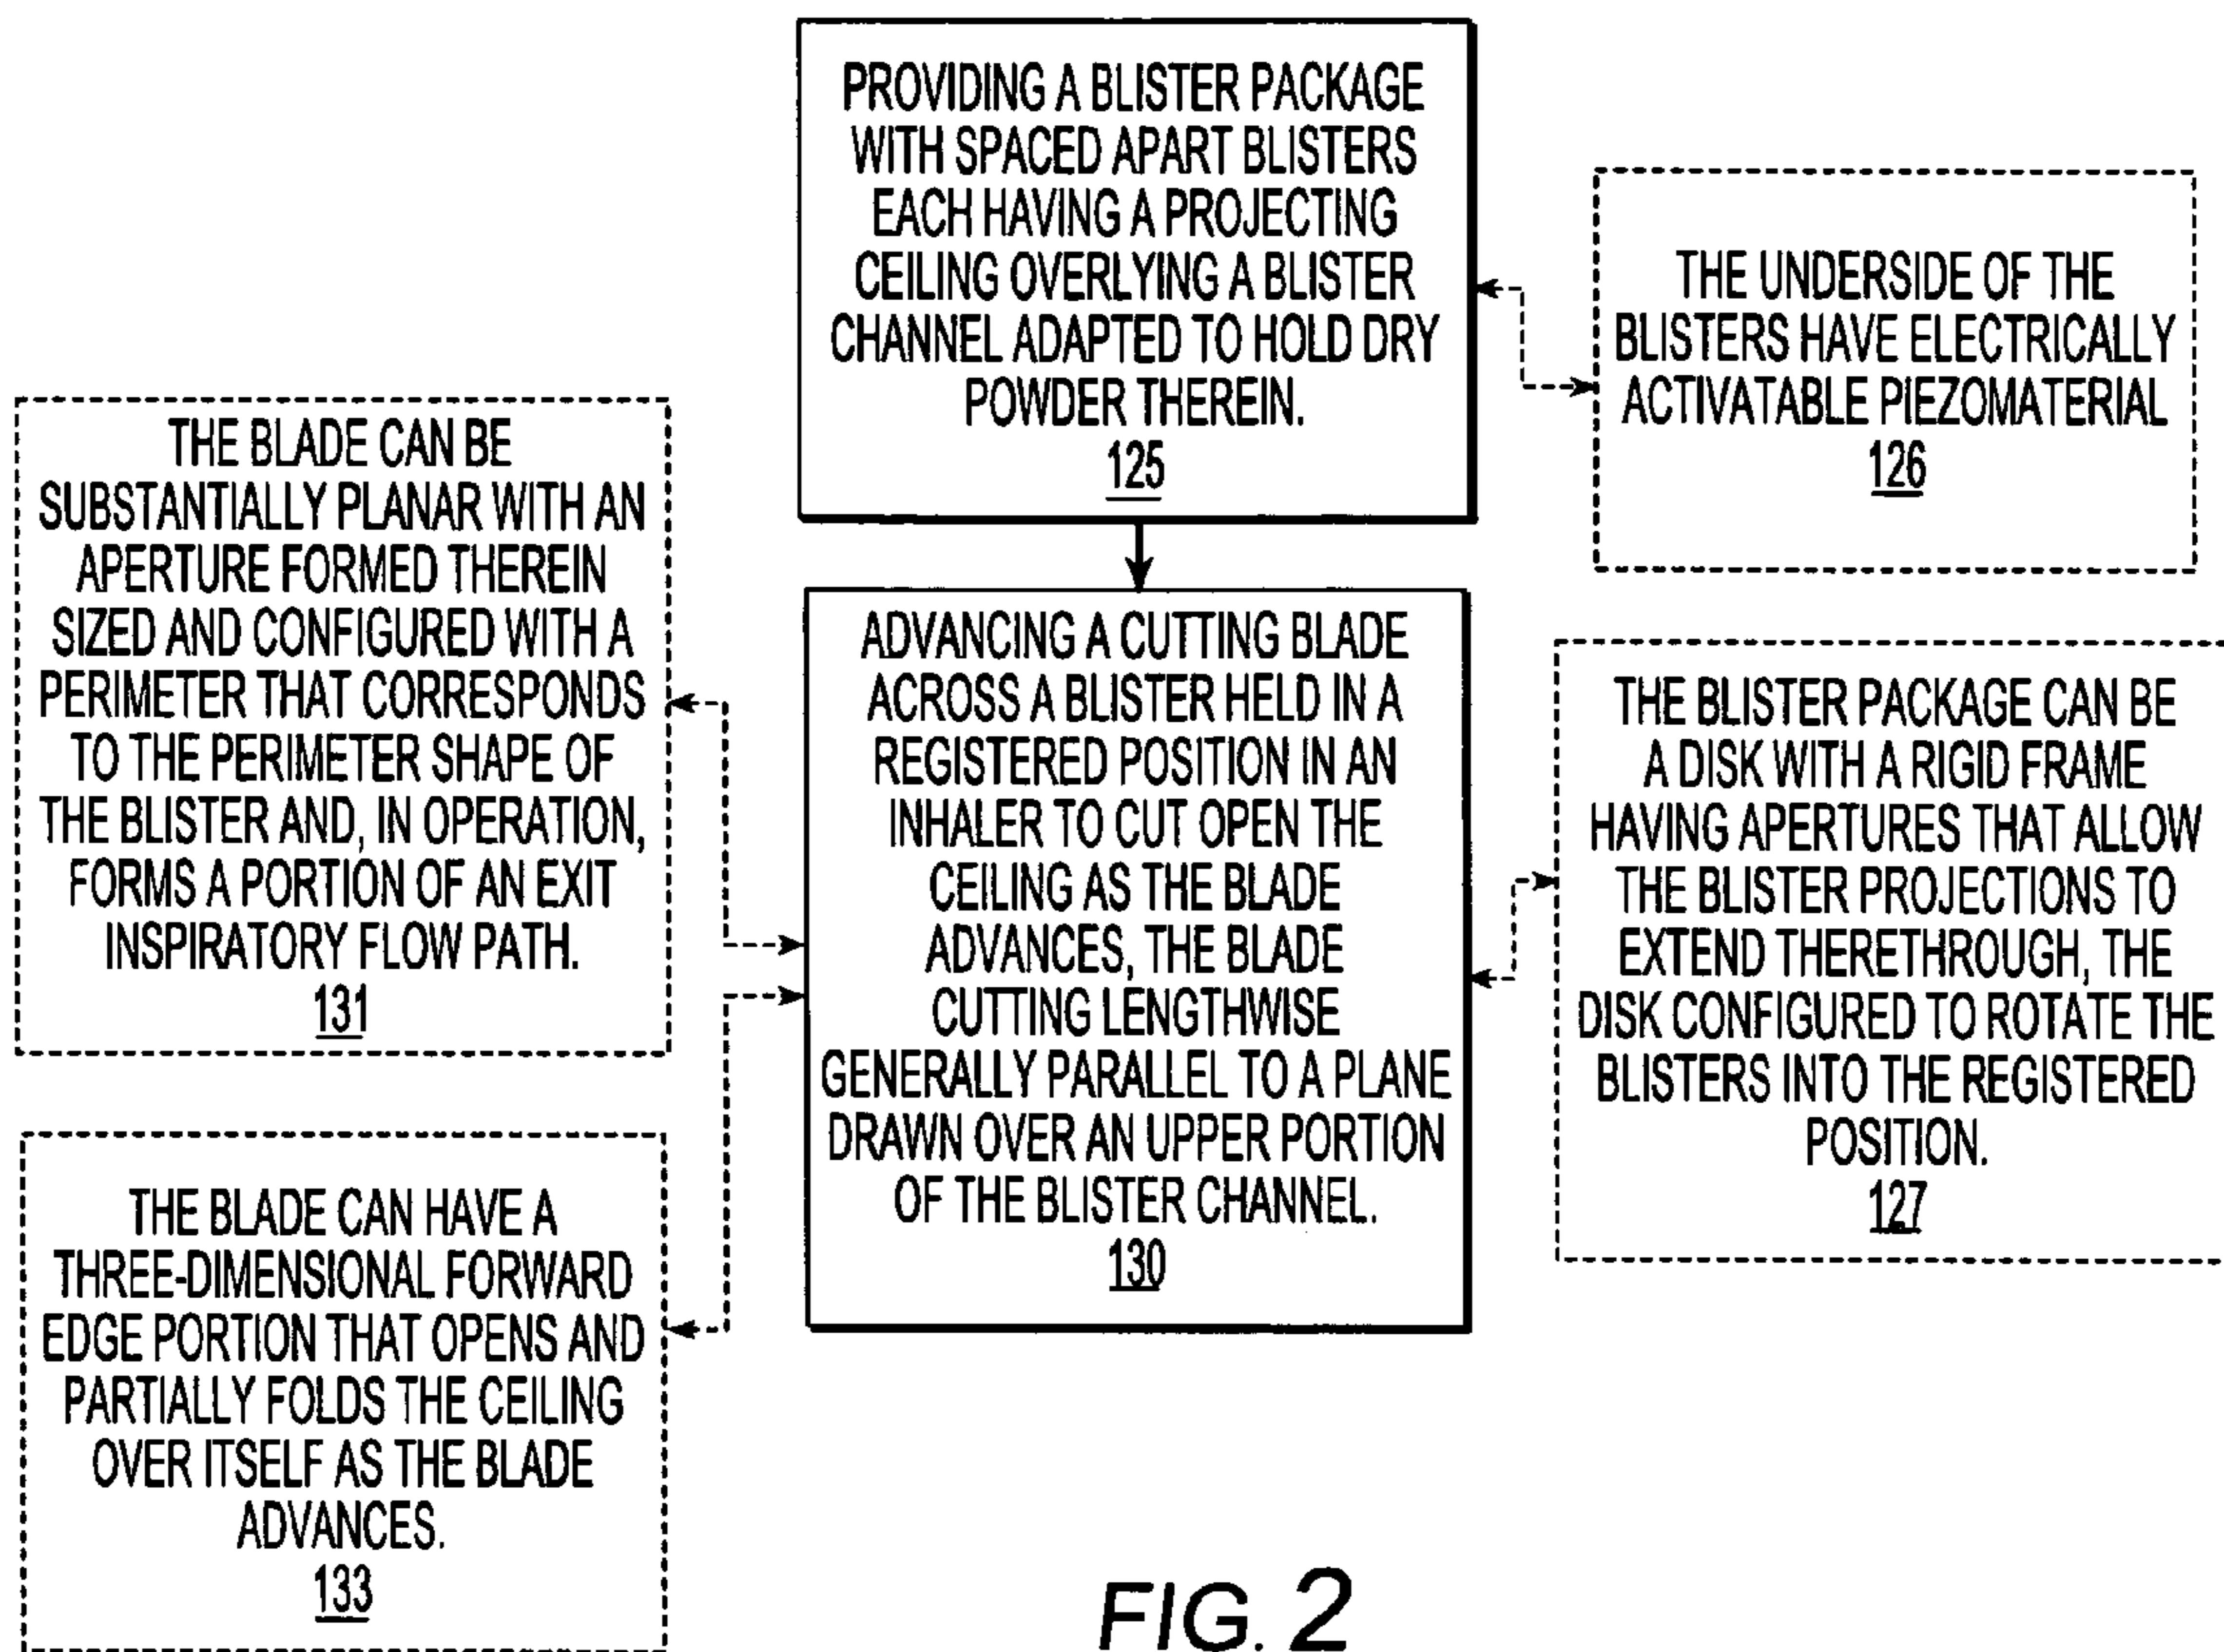 PROVIDING A BLISTER PACKAGE
WITH SPACED APART BLISTERS
EACH HAVING A PROJECTING
CEILING OVERLYING A BLISTER
CHANNEL ADAPTED TO HOLD DRY
POWDER THEREIN.
125
THE UNDERSIDE OF THE
BLISTERS HAVE ELECTRICALLY
ACTIVATABLE PIEZOMATERIAL
126
THE BLADE CAN BE
SUBSTANTIALLY PLANAR WITH AN
APERTURE FORMED THEREIN
SIZED AND CONFIGURED WITH A
PERIMETER THAT CORRESPONDS
TO THE PERIMETER SHAPE OF
THE BLISTER AND, IN OPERATION,
FORMS A PORTION OF AN EXIT
INSPIRATORY FLOW PATH.
131
ADVANCING A CUTTING BLADE
ACROSS A BLISTER HELD IN A
REGISTERED POSITION IN AN
INHALER TO CUT OPEN THE
CEILING AS THE BLADE
ADVANCES, THE BLADE
CUTTING LENGTHWISE
GENERALLY PARALLEL TO A PLANE
DRAWN OVER AN UPPER PORTION
OF THE BLISTER CHANNEL.
130
THE BLISTER PACKAGE CAN BE
A DISK WITH A RIGID FRAME
HAVING APERTURES THAT ALLOW
THE BLISTER PROJECTIONS TO
EXTEND THERETHROUGH, THE
DISK CONFIGURED TO ROTATE THE
BLISTERS INTO THE REGISTERED
POSITION.
127
THE BLADE CAN HAVE A
THREE-DIMENSIONAL FORWARD
EDGE PORTION THAT OPENS AND
PARTIALLY FOLDS THE CEILING
OVER ITSELF AS THE BLADE
ADVANCES.
133
FIG. 2